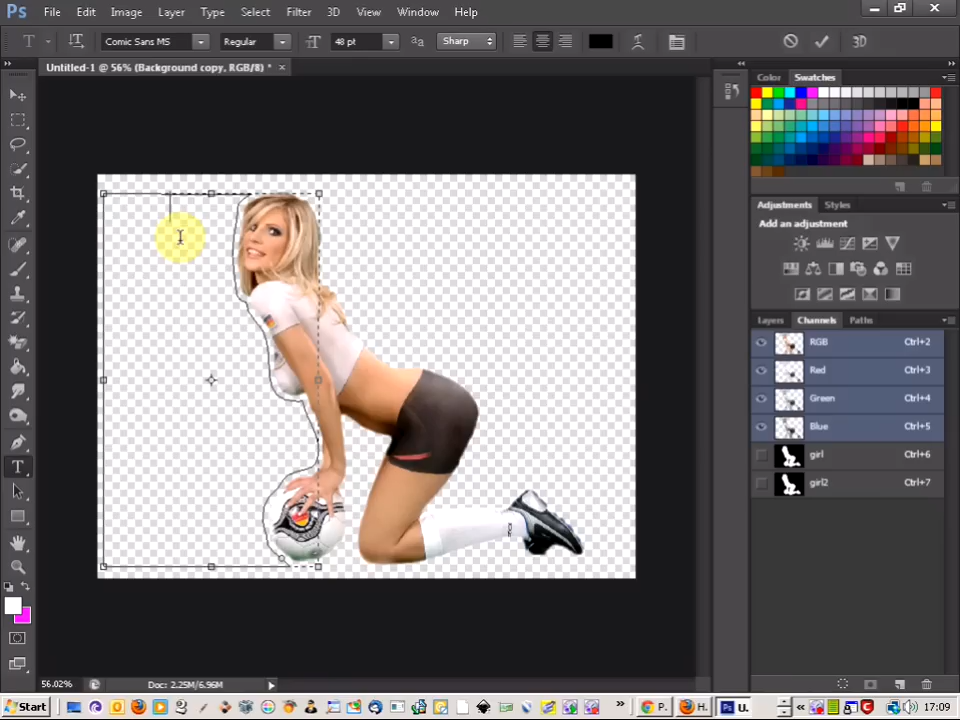 Ps File Edit Image Layer Type Select Filter 3D View Window Help
T Comic Sans MS Regular 48 pt aa Sharp 3D
Untitled-1 @ 56% (Background copy, RGB/8) * ×
Color Swatches
Adjustments Styles
Add an adjustment
Layers Channels Paths
RGB Ctrl+2
Red Ctrl+3
Green Ctrl+4
Blue Ctrl+5
girl Ctrl+6
girl2 Ctrl+7
56.02% Doc: 2.25M/6.96M
Start P. H. Ps U. 17:09